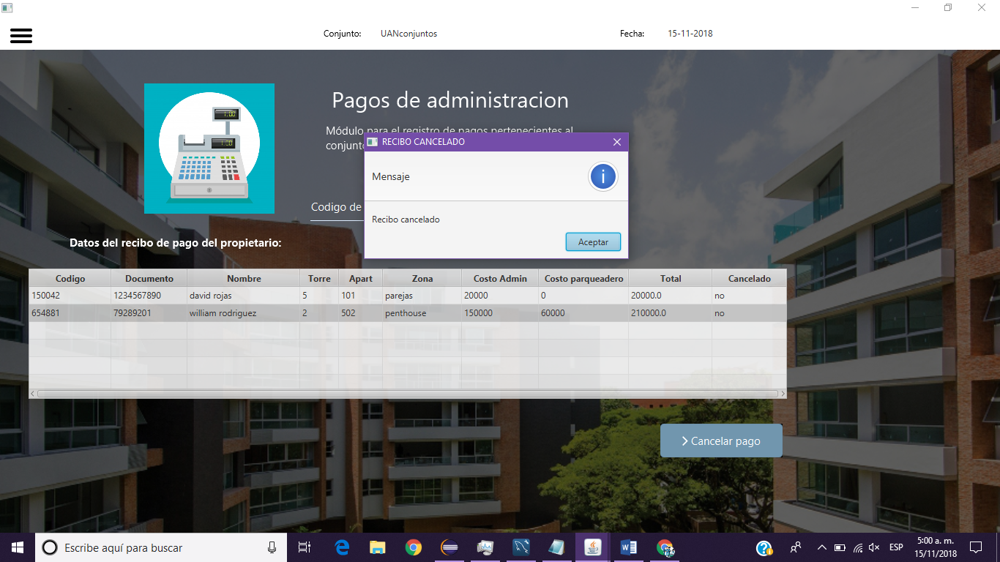 Conjunto: UANconjuntos Fecha: 15-11-2018
1.00
1.00
Pagos de administracion
Módulo para el registro de pagos pertenecientes al
conjunto
RECIBO CANCELADO
Mensaje
i
Recibo cancelado
Aceptar
Codigo de
Datos del recibo de pago del propietario:
Codigo Documento Nombre Torre Apart Zona Costo Admin Costo parqueadero Total Cancelado
150042 1234567890 david rojas 5 101 parejas 20000 0 20000.0 no
654881 79289201 william rodriguez 2 502 penthouse 150000 60000 210000.0 no
Cancelar pago
Escribe aquí para buscar
ESP
5:00 a. m.
15/11/2018